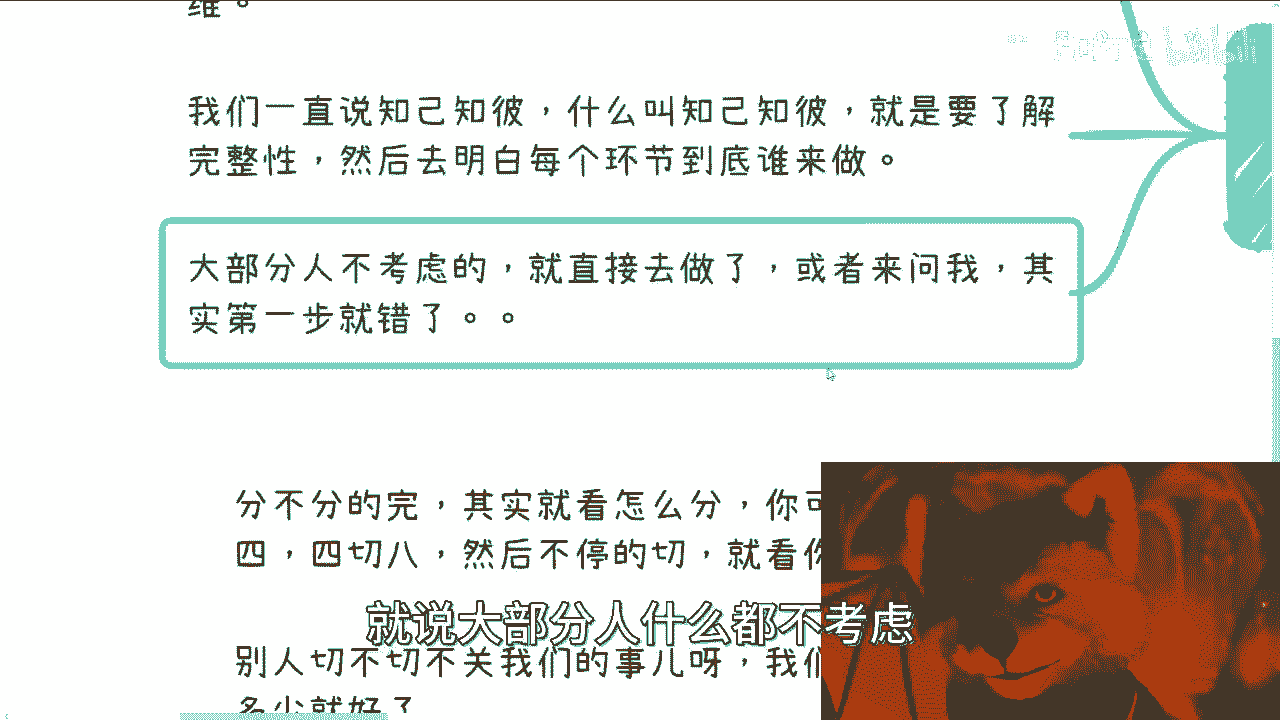 维。
我们一直说知己知彼，什么叫知己知彼，就是要了解
完整性，然后去明白每个环节到底谁来做。
大部分人不考虑的，就直接去做了，或者来问我，其
实第一步就错了。。
分不分的完，其实就看怎么分，你可
四，四切八，然后不停的切，就看你
就说大部分人什么都不考虑
别人切不切不关我们的事儿呀，我们
多少就好了